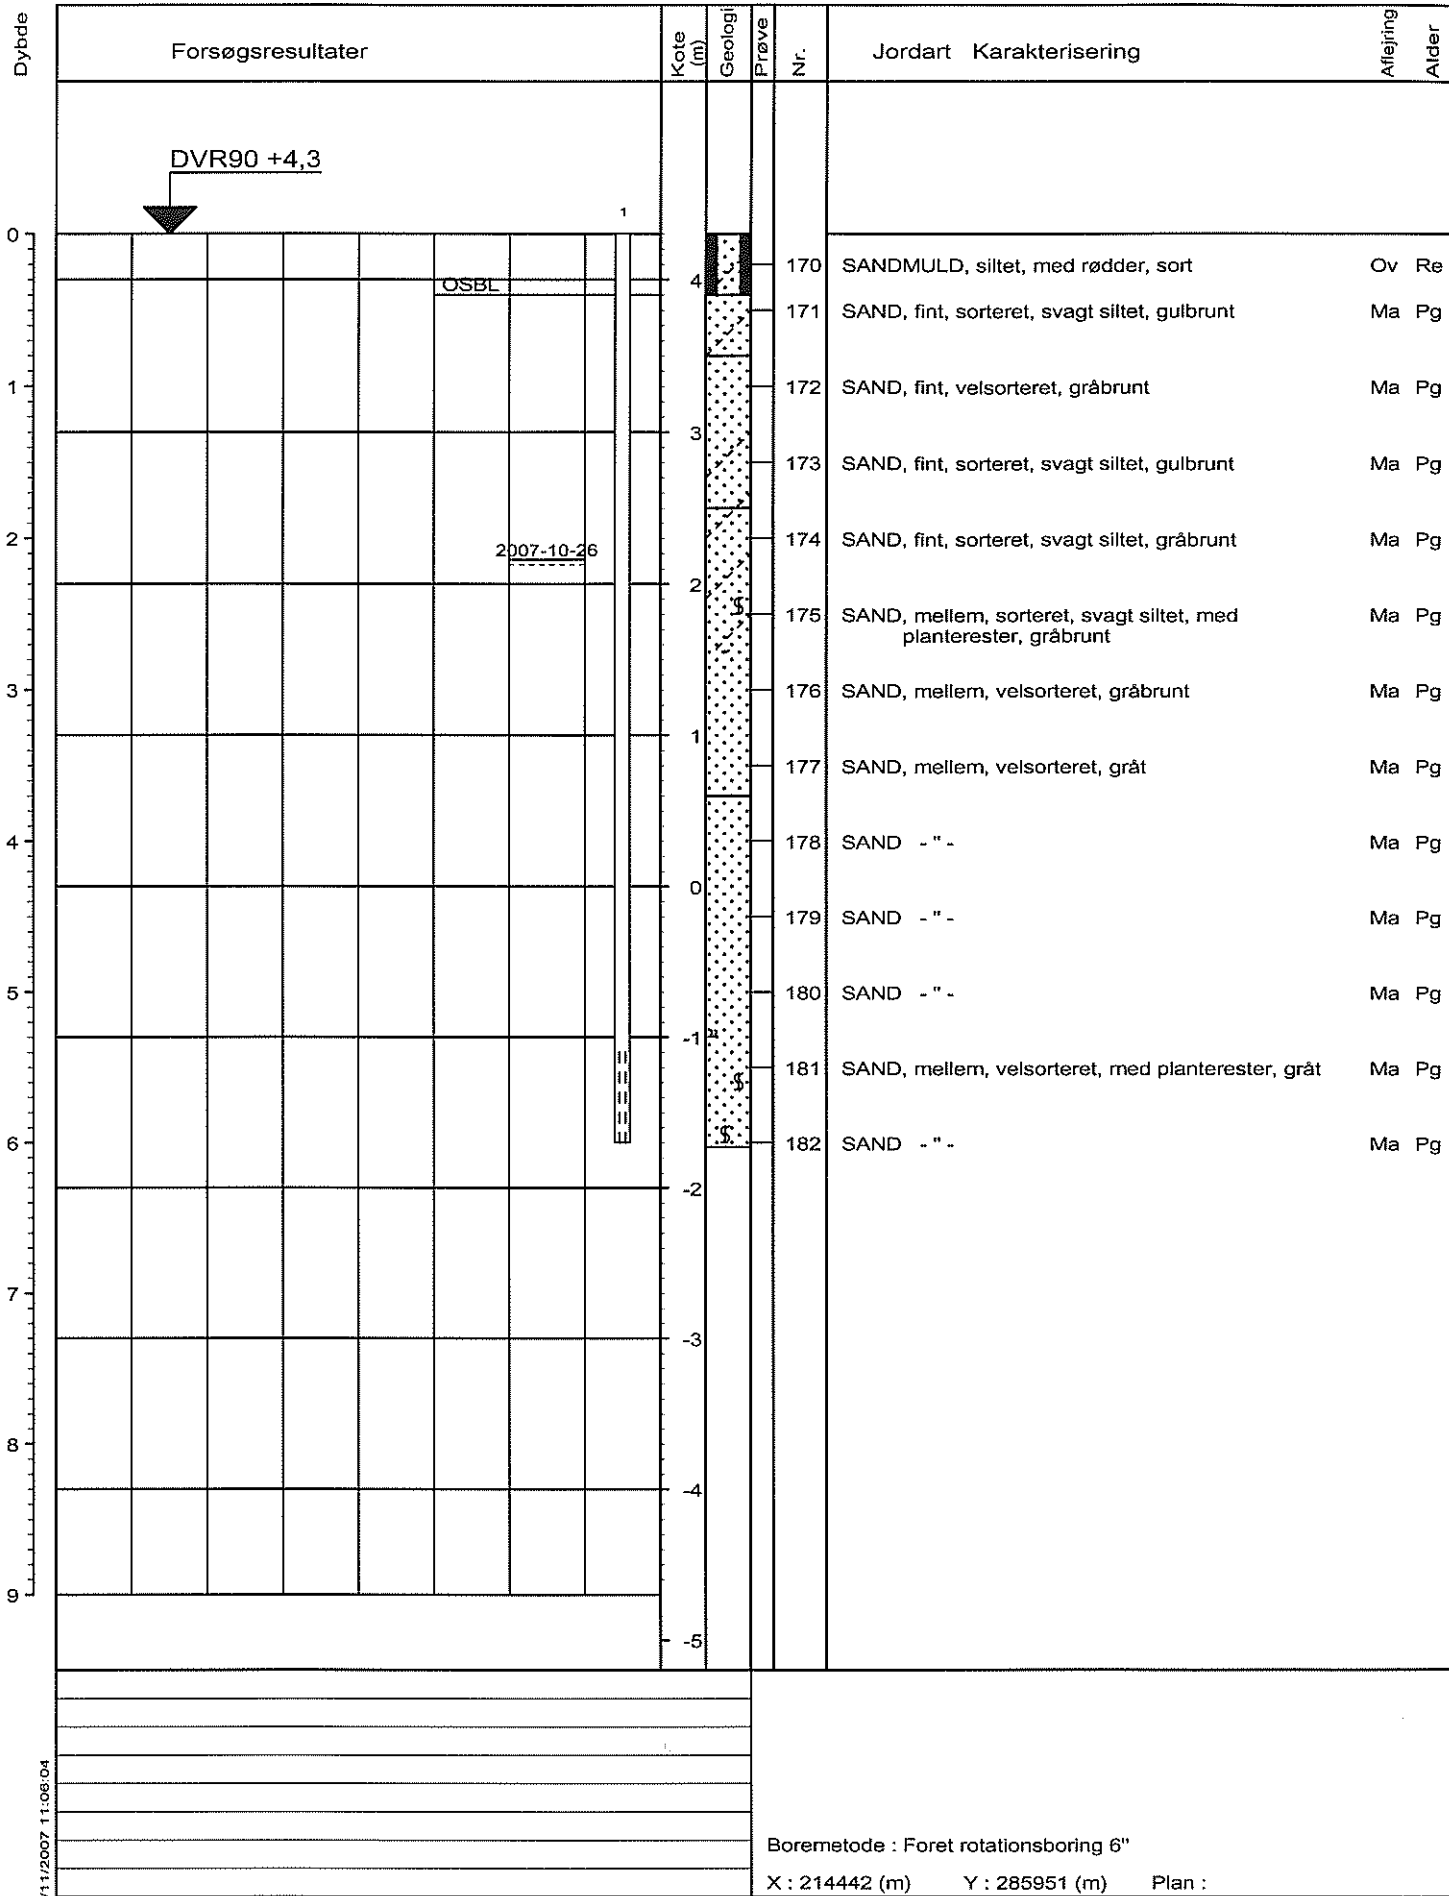 Dybde
Forsøgsresultater
Kote (m)
Geologi
Prøve
Nr.
Jordart Karakterisering
Aflejring
Alder
DVR90 +4,3
1
0
170 SANDMULD, siltet, med rødder, sort Ov Re
OSBL
4
171 SAND, fint, sorteret, svagt siltet, gulbrunt Ma Pg
1
172 SAND, fint, velsorteret, gråbrunt Ma Pg
3
173 SAND, fint, sorteret, svagt siltet, gulbrunt Ma Pg
2
174 SAND, fint, sorteret, svagt siltet, gråbrunt Ma Pg
2007-10-26
2
175 SAND, mellem, sorteret, svagt siltet, med Ma Pg
planterester, gråbrunt
3
176 SAND, mellem, velsorteret, gråbrunt Ma Pg
1
177 SAND, mellem, velsorteret, gråt Ma Pg
4
178 SAND - " - Ma Pg
0
179 SAND - " - Ma Pg
5
180 SAND - " - Ma Pg
-1
181 SAND, mellem, velsorteret, med planterester, gråt Ma Pg
6
182 SAND - " - Ma Pg
-2
7
-3
8
-4
9
-5
/11/2007 11:06:04
Boremetode : Foret rotationsboring 6"
X : 214442 (m) Y : 285951 (m) Plan :